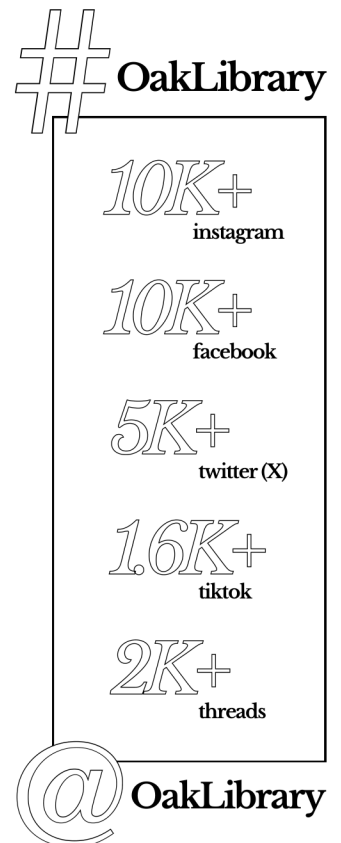 # OakLibrary
10K+
instagram
10K+
facebook
5K+
twitter (X)
1.6K+
tiktok
2K+
threads
@ OakLibrary